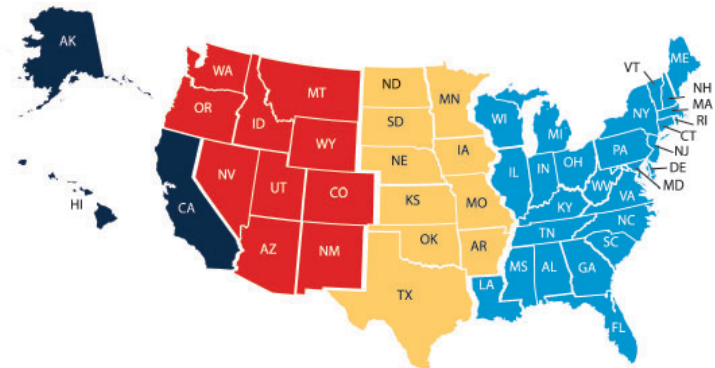 AK
HI
WA
OR
CA
ID
NV
MT
WY
UT
CO
AZ
NM
ND
SD
NE
KS
OK
TX
MN
IA
MO
AR
WI
IL
MI
IN
OH
KY
TN
MS
AL
LA
GA
FL
SC
NC
VA
WV
PA
NY
VT
ME
NH
MA
RI
CT
NJ
DE
MD